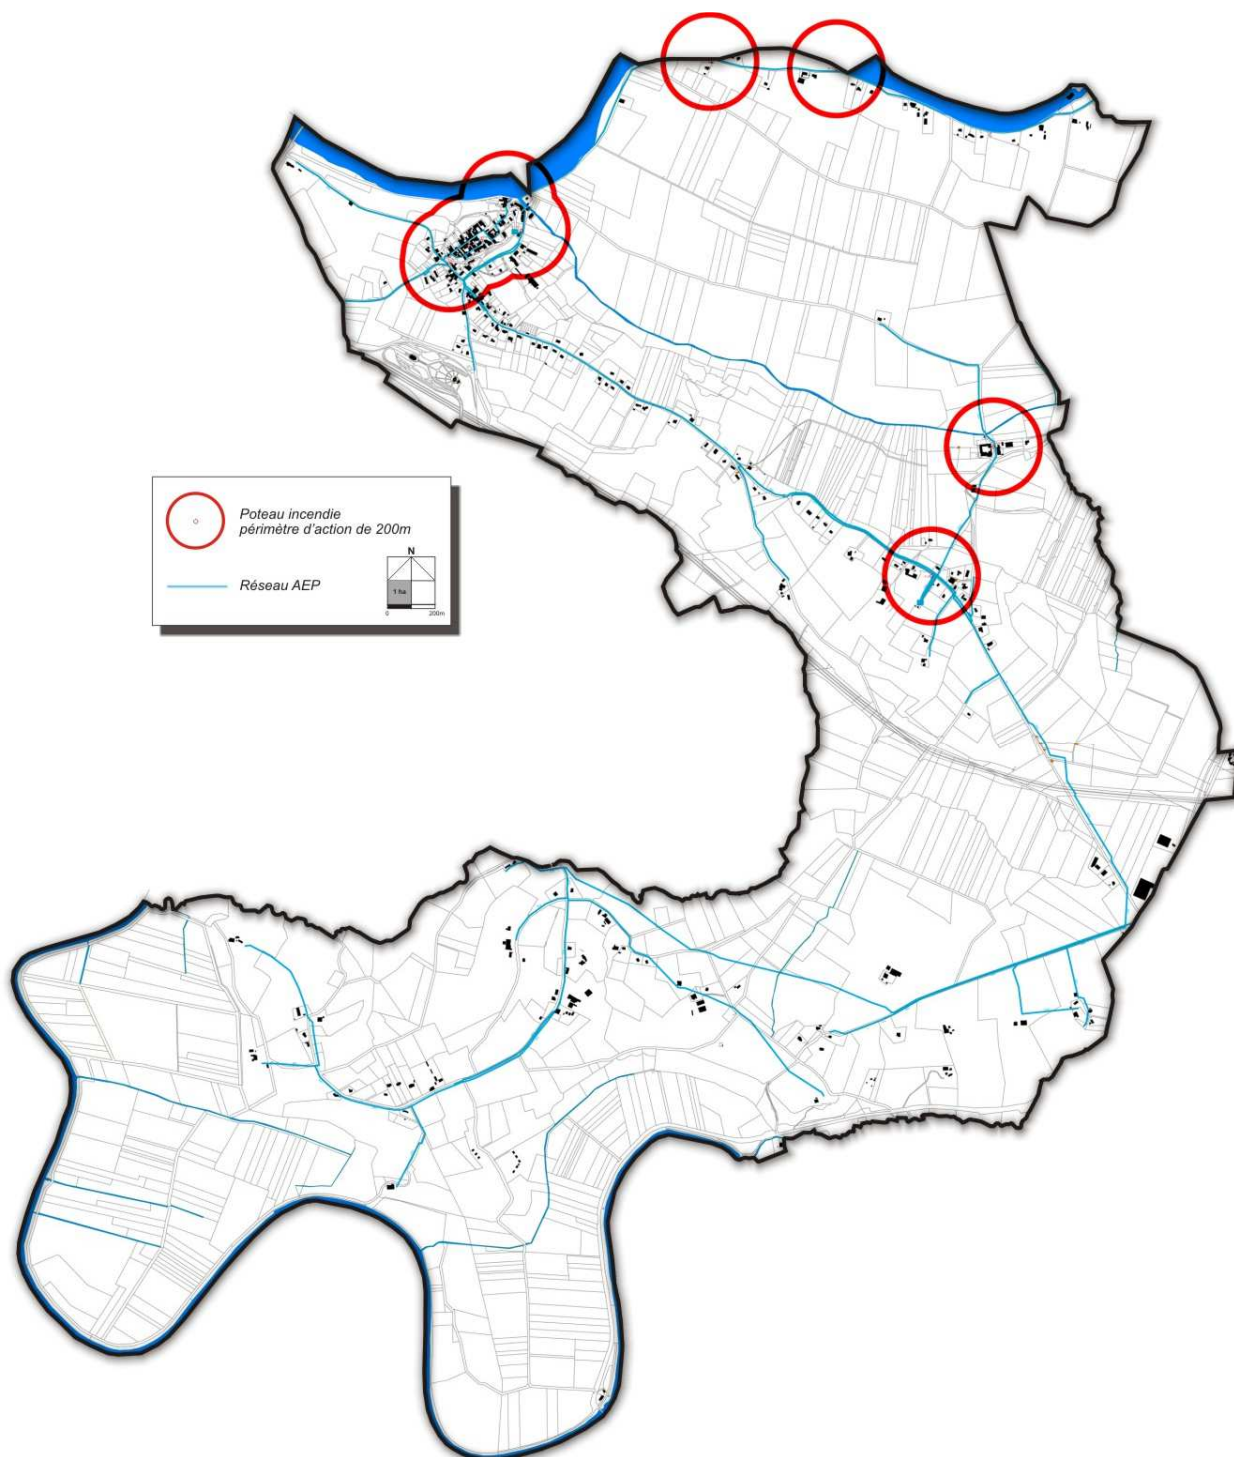 Poteau incendie
périmètre d'action de 200m
N
Réseau AEP
1 ha
0 200m